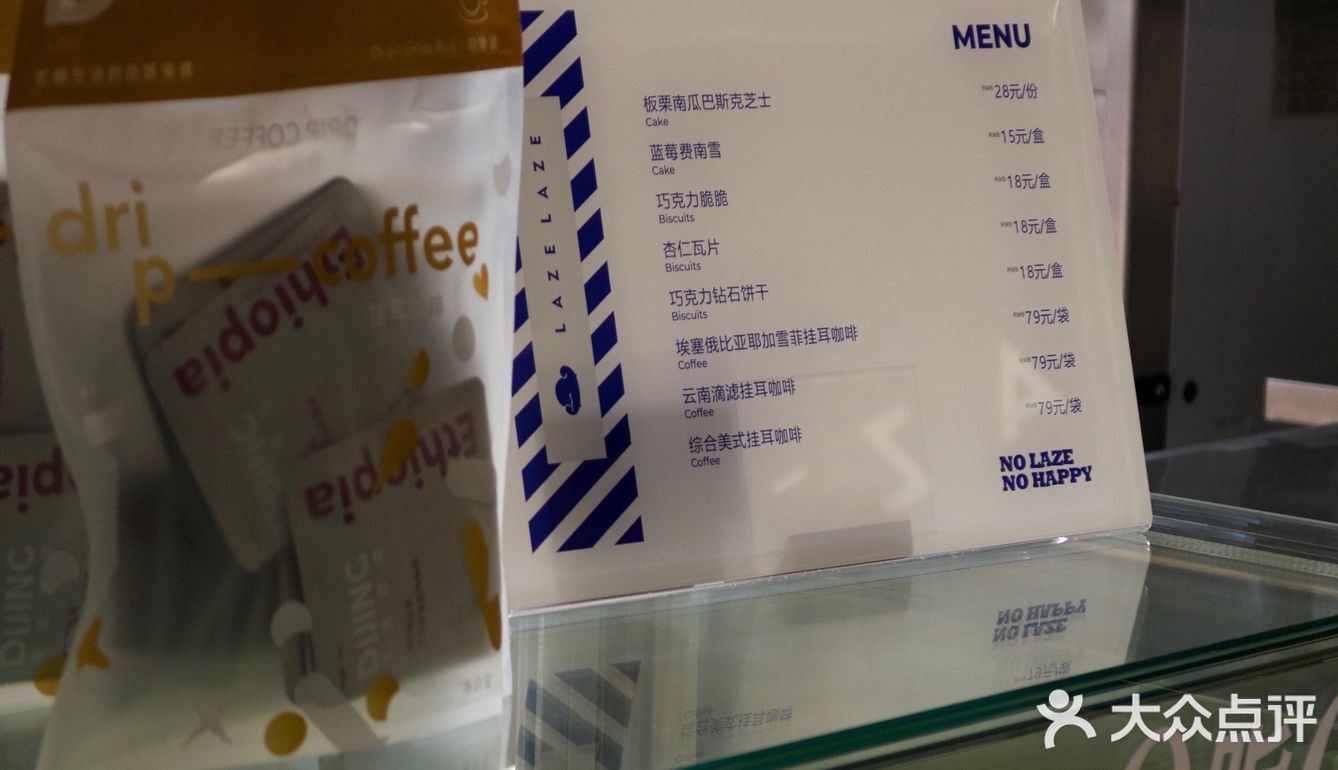 MENU
板栗南瓜巴斯克芝士
Cake
RMB28元/份
蓝莓费南雪
Cake
RMB15元/盒
巧克力脆脆
Biscuits
RMB18元/盒
杏仁瓦片
Biscuits
RMB18元/盒
巧克力钻石饼干
Biscuits
RMB18元/盒
埃塞俄比亚耶加雪菲挂耳咖啡
Coffee
RMB79元/袋
云南滴滤挂耳咖啡
Coffee
RMB79元/袋
综合美式挂耳咖啡
Coffee
RMB79元/袋
NO LAZE
NO HAPPY
LAZE LAZE
DRIP COFFEE
dri
p coffee
Ethiopia
Ethiopia
大众点评